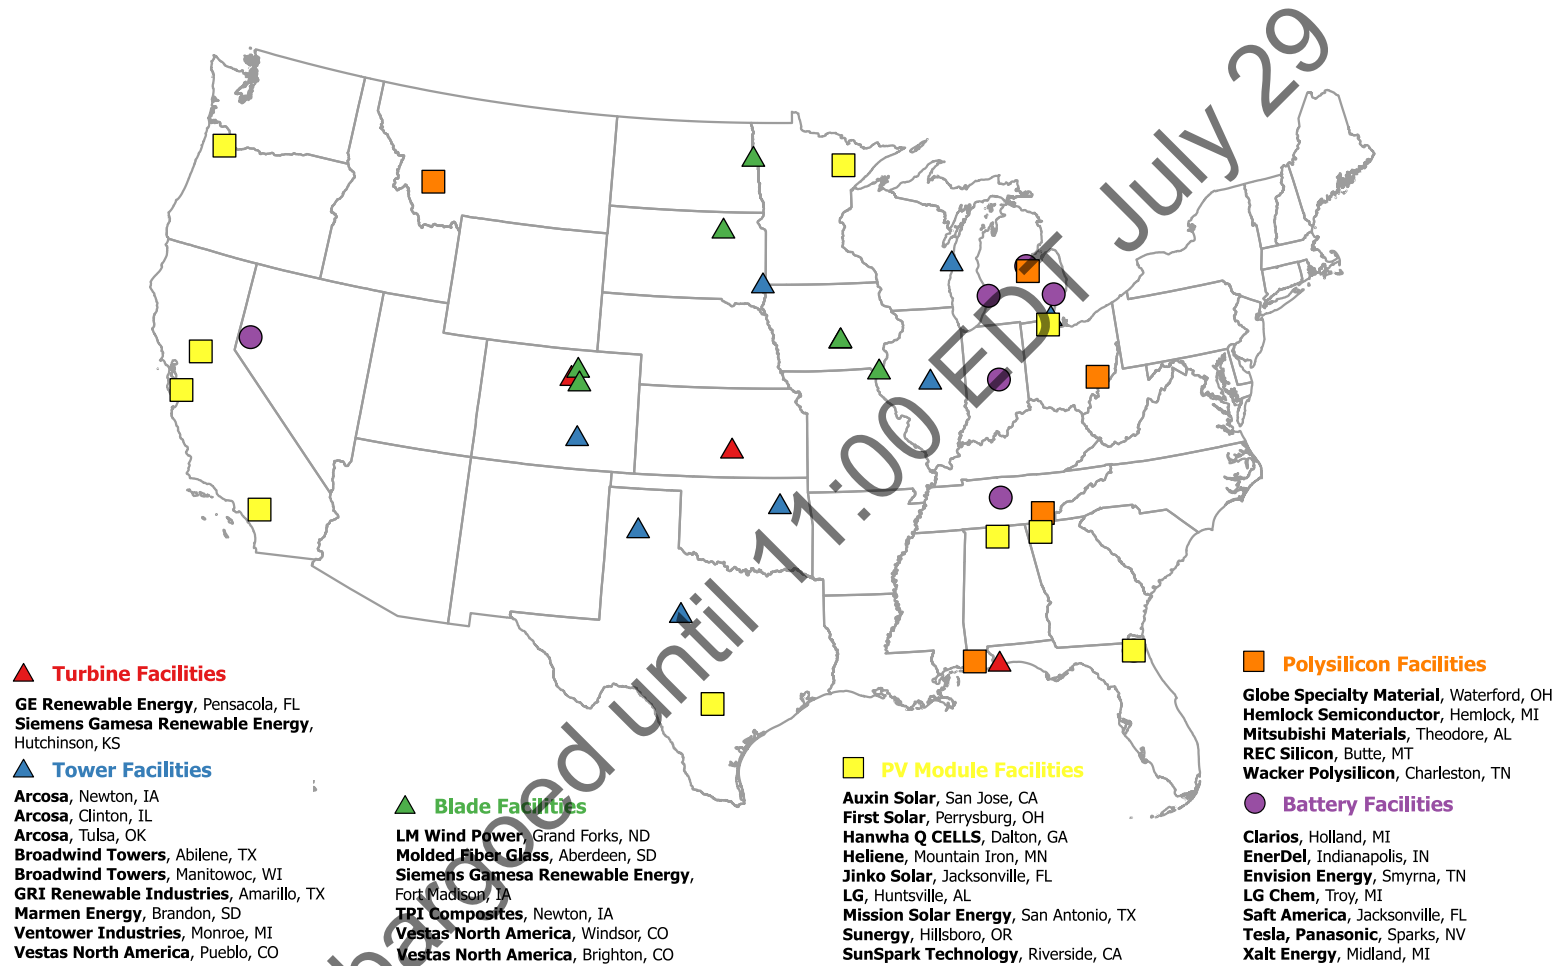 Embargoed until 11:00 EDT July 29
Turbine Facilities
GE Renewable Energy, Pensacola, FL
Siemens Gamesa Renewable Energy,
Hutchinson, KS
Tower Facilities
Arcosa, Newton, IA
Arcosa, Clinton, IL
Arcosa, Tulsa, OK
Broadwind Towers, Abilene, TX
Broadwind Towers, Manitowoc, WI
GRI Renewable Industries, Amarillo, TX
Marmen Energy, Brandon, SD
Ventower Industries, Monroe, MI
Vestas North America, Pueblo, CO
Blade Facilities
LM Wind Power, Grand Forks, ND
Molded Fiber Glass, Aberdeen, SD
Siemens Gamesa Renewable Energy,
Fort Madison, IA
TPI Composites, Newton, IA
Vestas North America, Windsor, CO
Vestas North America, Brighton, CO
PV Module Facilities
Auxin Solar, San Jose, CA
First Solar, Perrysburg, OH
Hanwha Q CELLS, Dalton, GA
Heliene, Mountain Iron, MN
Jinko Solar, Jacksonville, FL
LG, Huntsville, AL
Mission Solar Energy, San Antonio, TX
Sunergy, Hillsboro, OR
SunSpark Technology, Riverside, CA
Polysilicon Facilities
Globe Specialty Material, Waterford, OH
Hemlock Semiconductor, Hemlock, MI
Mitsubishi Materials, Theodore, AL
REC Silicon, Butte, MT
Wacker Polysilicon, Charleston, TN
Battery Facilities
Clarios, Holland, MI
EnerDel, Indianapolis, IN
Envision Energy, Smyrna, TN
LG Chem, Troy, MI
Saft America, Jacksonville, FL
Tesla, Panasonic, Sparks, NV
Xalt Energy, Midland, MI